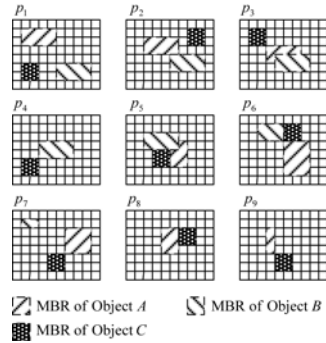 p1 p2 p3
p4 p5 p6
p7 p8 p9
MBR of Object A MBR of Object B
MBR of Object C